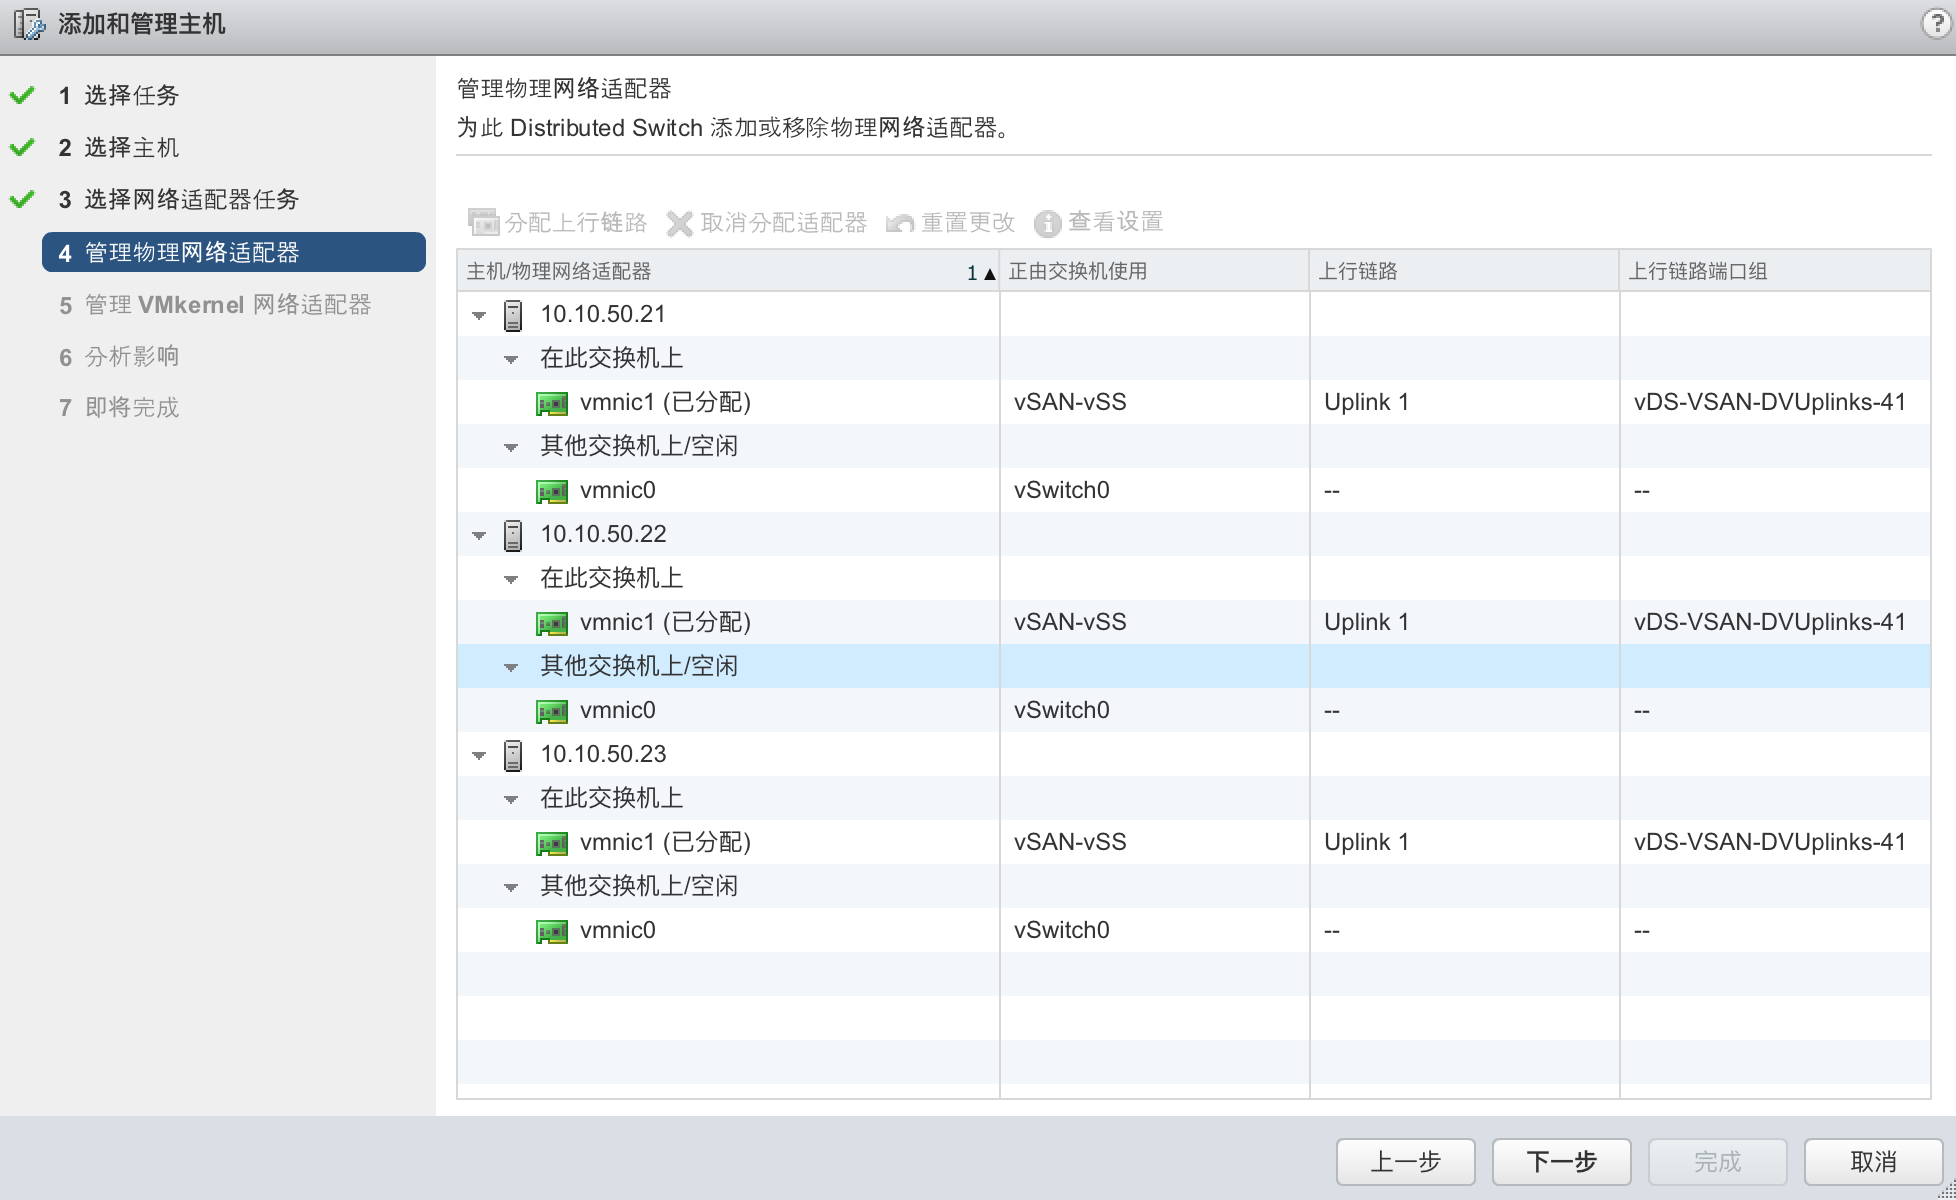 添加和管理主机
?
1 选择任务
2 选择主机
3 选择网络适配器任务
4 管理物理网络适配器
5 管理 VMkernel 网络适配器
6 分析影响
7 即将完成
管理物理网络适配器
为此 Distributed Switch 添加或移除物理网络适配器。
分配上行链路 取消分配适配器 重置更改 查看设置
主机/物理网络适配器 1 ▲ 正由交换机使用 上行链路 上行链路端口组
10.10.50.21
在此交换机上
vmnic1 (已分配) vSAN-vSS Uplink 1 vDS-VSAN-DVUplinks-41
其他交换机上/空闲
vmnic0 vSwitch0 -- --
10.10.50.22
在此交换机上
vmnic1 (已分配) vSAN-vSS Uplink 1 vDS-VSAN-DVUplinks-41
其他交换机上/空闲
vmnic0 vSwitch0 -- --
10.10.50.23
在此交换机上
vmnic1 (已分配) vSAN-vSS Uplink 1 vDS-VSAN-DVUplinks-41
其他交换机上/空闲
vmnic0 vSwitch0 -- --
上一步 下一步 完成 取消